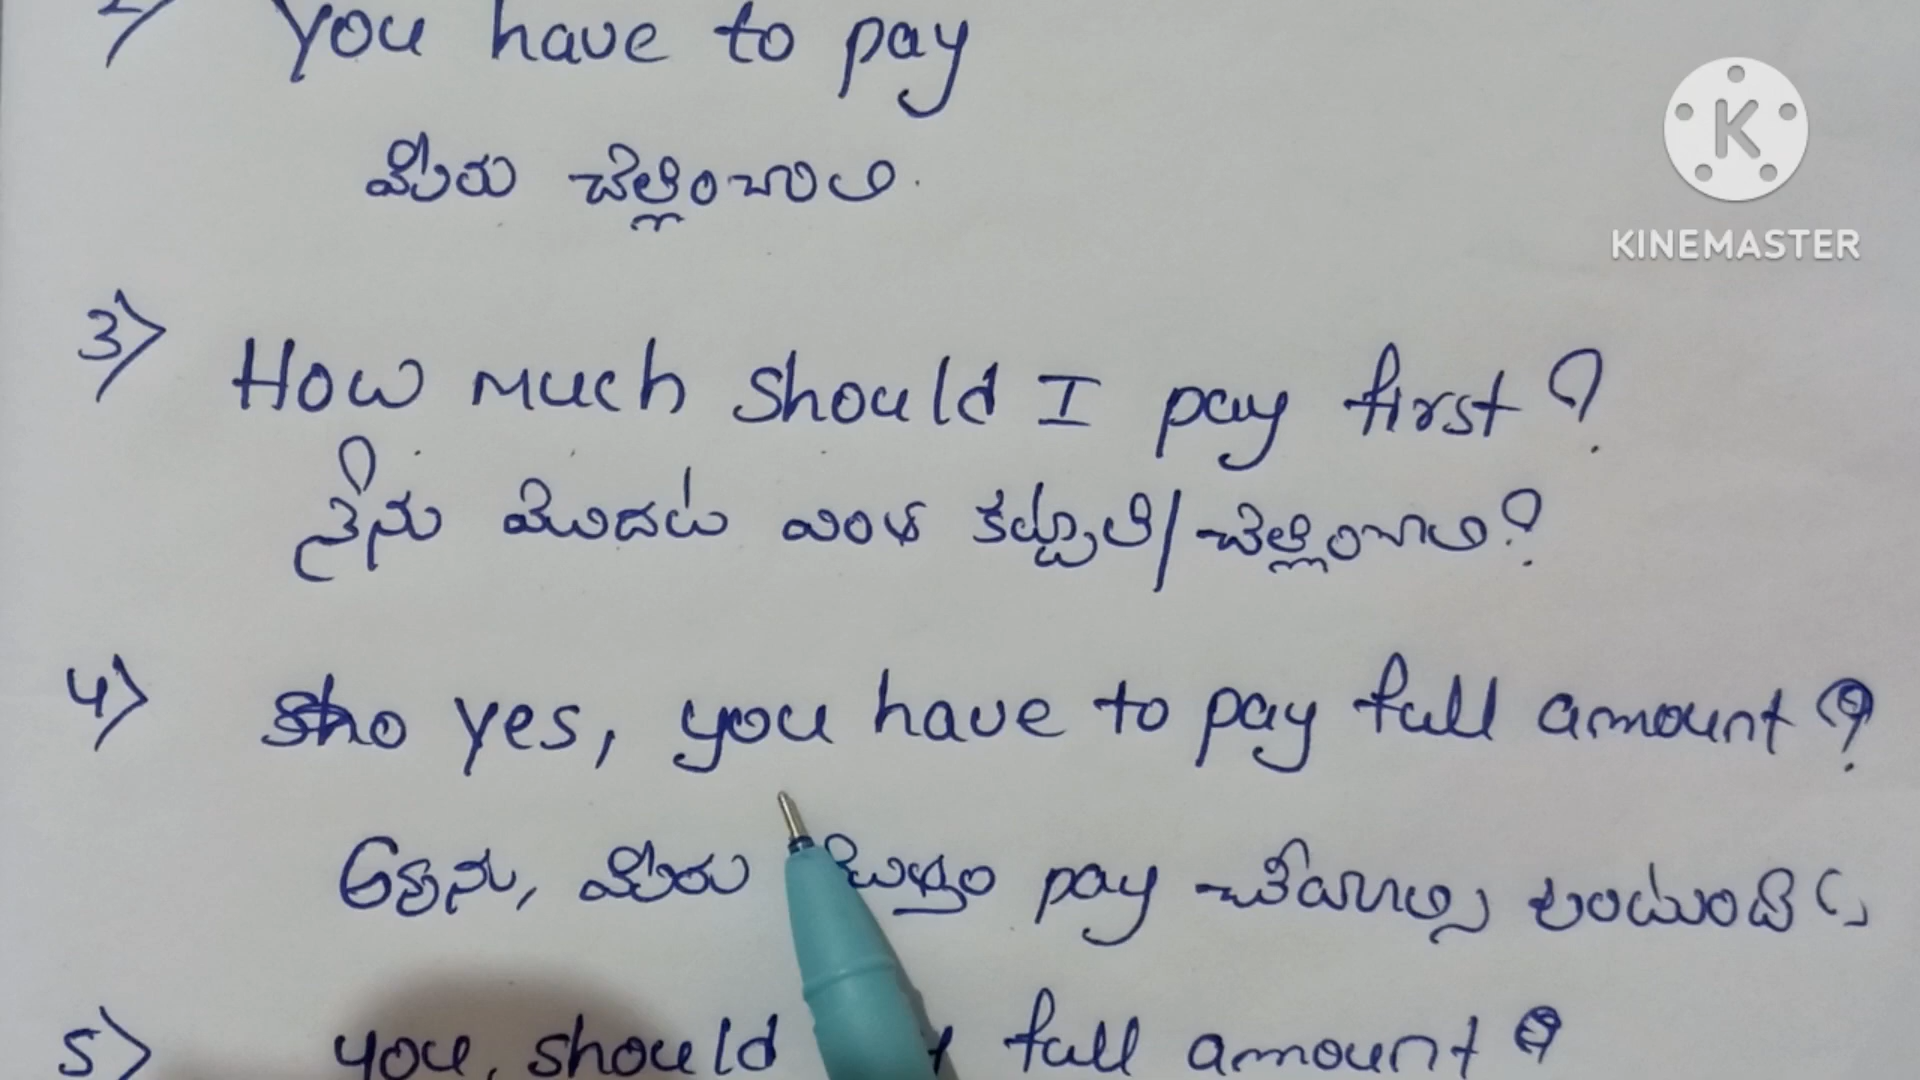 2) You have to pay
మీరు చెల్లించాలి.
KINEMASTER
3) How much should I pay first?
నేను మొదట ఎంత కట్టాలి/చెల్లించాలి?
4) yes, you have to pay full amount?
అవును, మీరు మొత్తం pay చేయాల్సి ఉంటుంది
5) you, should full amount?